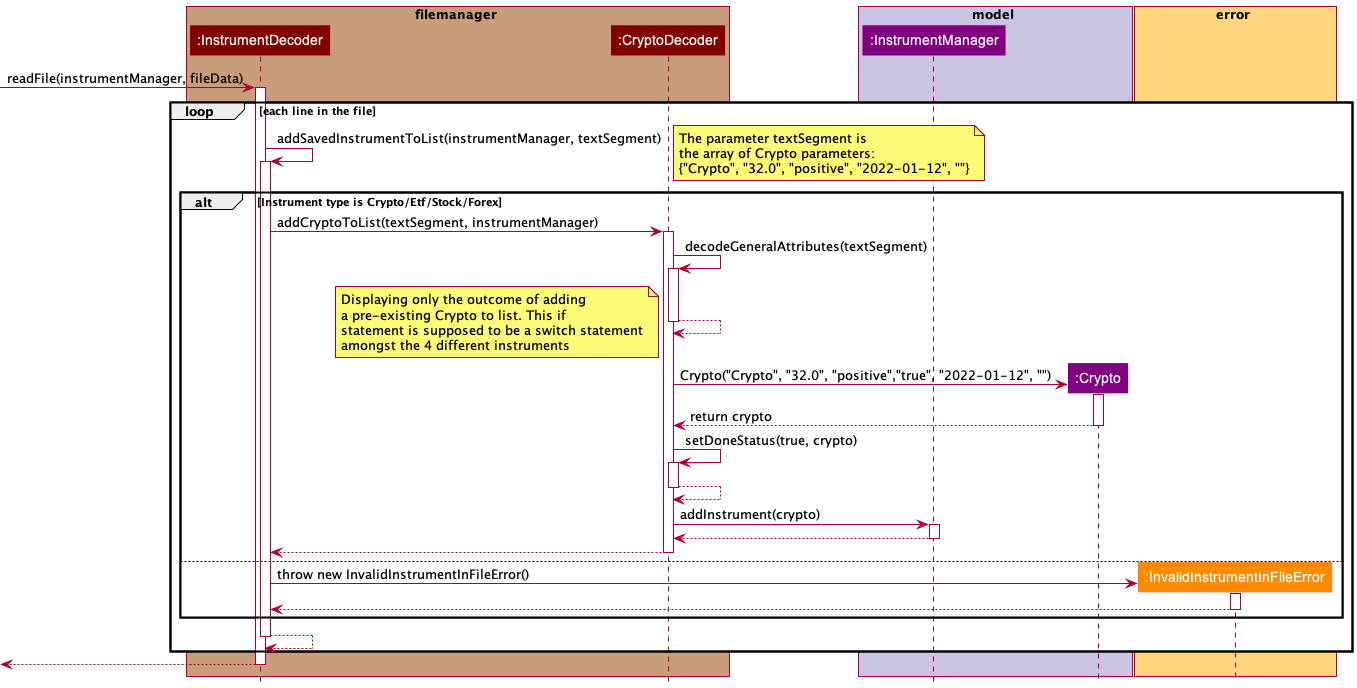 filemanager
model
error
:InstrumentDecoder
:CryptoDecoder
:InstrumentManager
readFile(instrumentManager, fileData)
loop
[each line in the file]
addSavedInstrumentToList(instrumentManager, textSegment)
The parameter textSegment is
the array of Crypto parameters:
{"Crypto", "32.0", "positive", "2022-01-12", ""}
alt
[Instrument type is Crypto/Etf/Stock/Forex]
addCryptoToList(textSegment, instrumentManager)
decodeGeneralAttributes(textSegment)
Displaying only the outcome of adding
a pre-existing Crypto to list. This if
statement is supposed to be a switch statement
amongst the 4 different instruments
Crypto("Crypto", "32.0", "positive","true", "2022-01-12", "")
:Crypto
return crypto
setDoneStatus(true, crypto)
addInstrument(crypto)
throw new InvalidInstrumentInFileError()
:InvalidInstrumentInFIleError